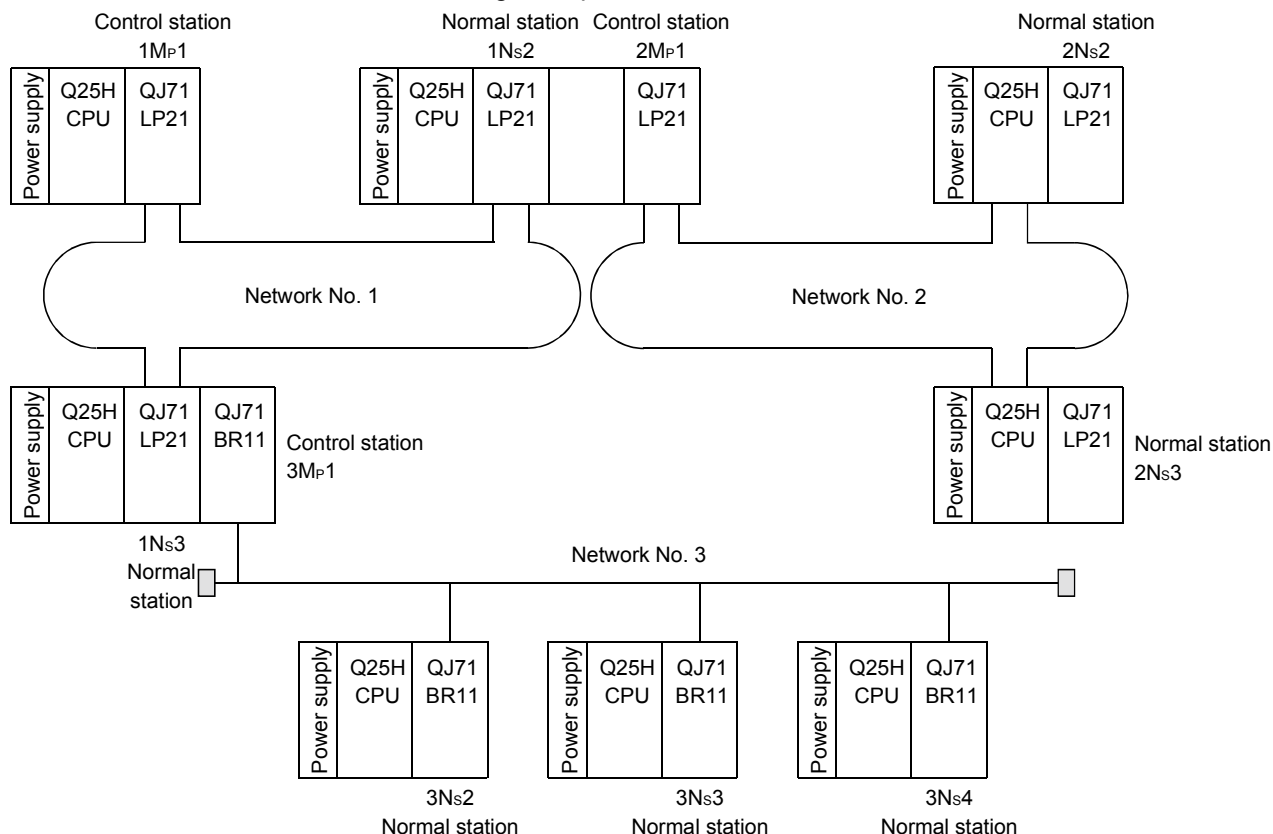 Control station
1MP1
Normal station
1NS2
Control station
2MP1
Normal station
2NS2
Power supply
Q25H
CPU
QJ71
LP21
Power supply
Q25H
CPU
QJ71
LP21
QJ71
LP21
Power supply
Q25H
CPU
QJ71
LP21
Network No. 1
Network No. 2
Power supply
Q25H
CPU
QJ71
LP21
QJ71
BR11
Control station
3MP1
Power supply
Q25H
CPU
QJ71
LP21
Normal station
2NS3
1NS3
Normal
station
Network No. 3
Power supply
Q25H
CPU
QJ71
BR11
Power supply
Q25H
CPU
QJ71
BR11
Power supply
Q25H
CPU
QJ71
BR11
3NS2
Normal station
3NS3
Normal station
3NS4
Normal station